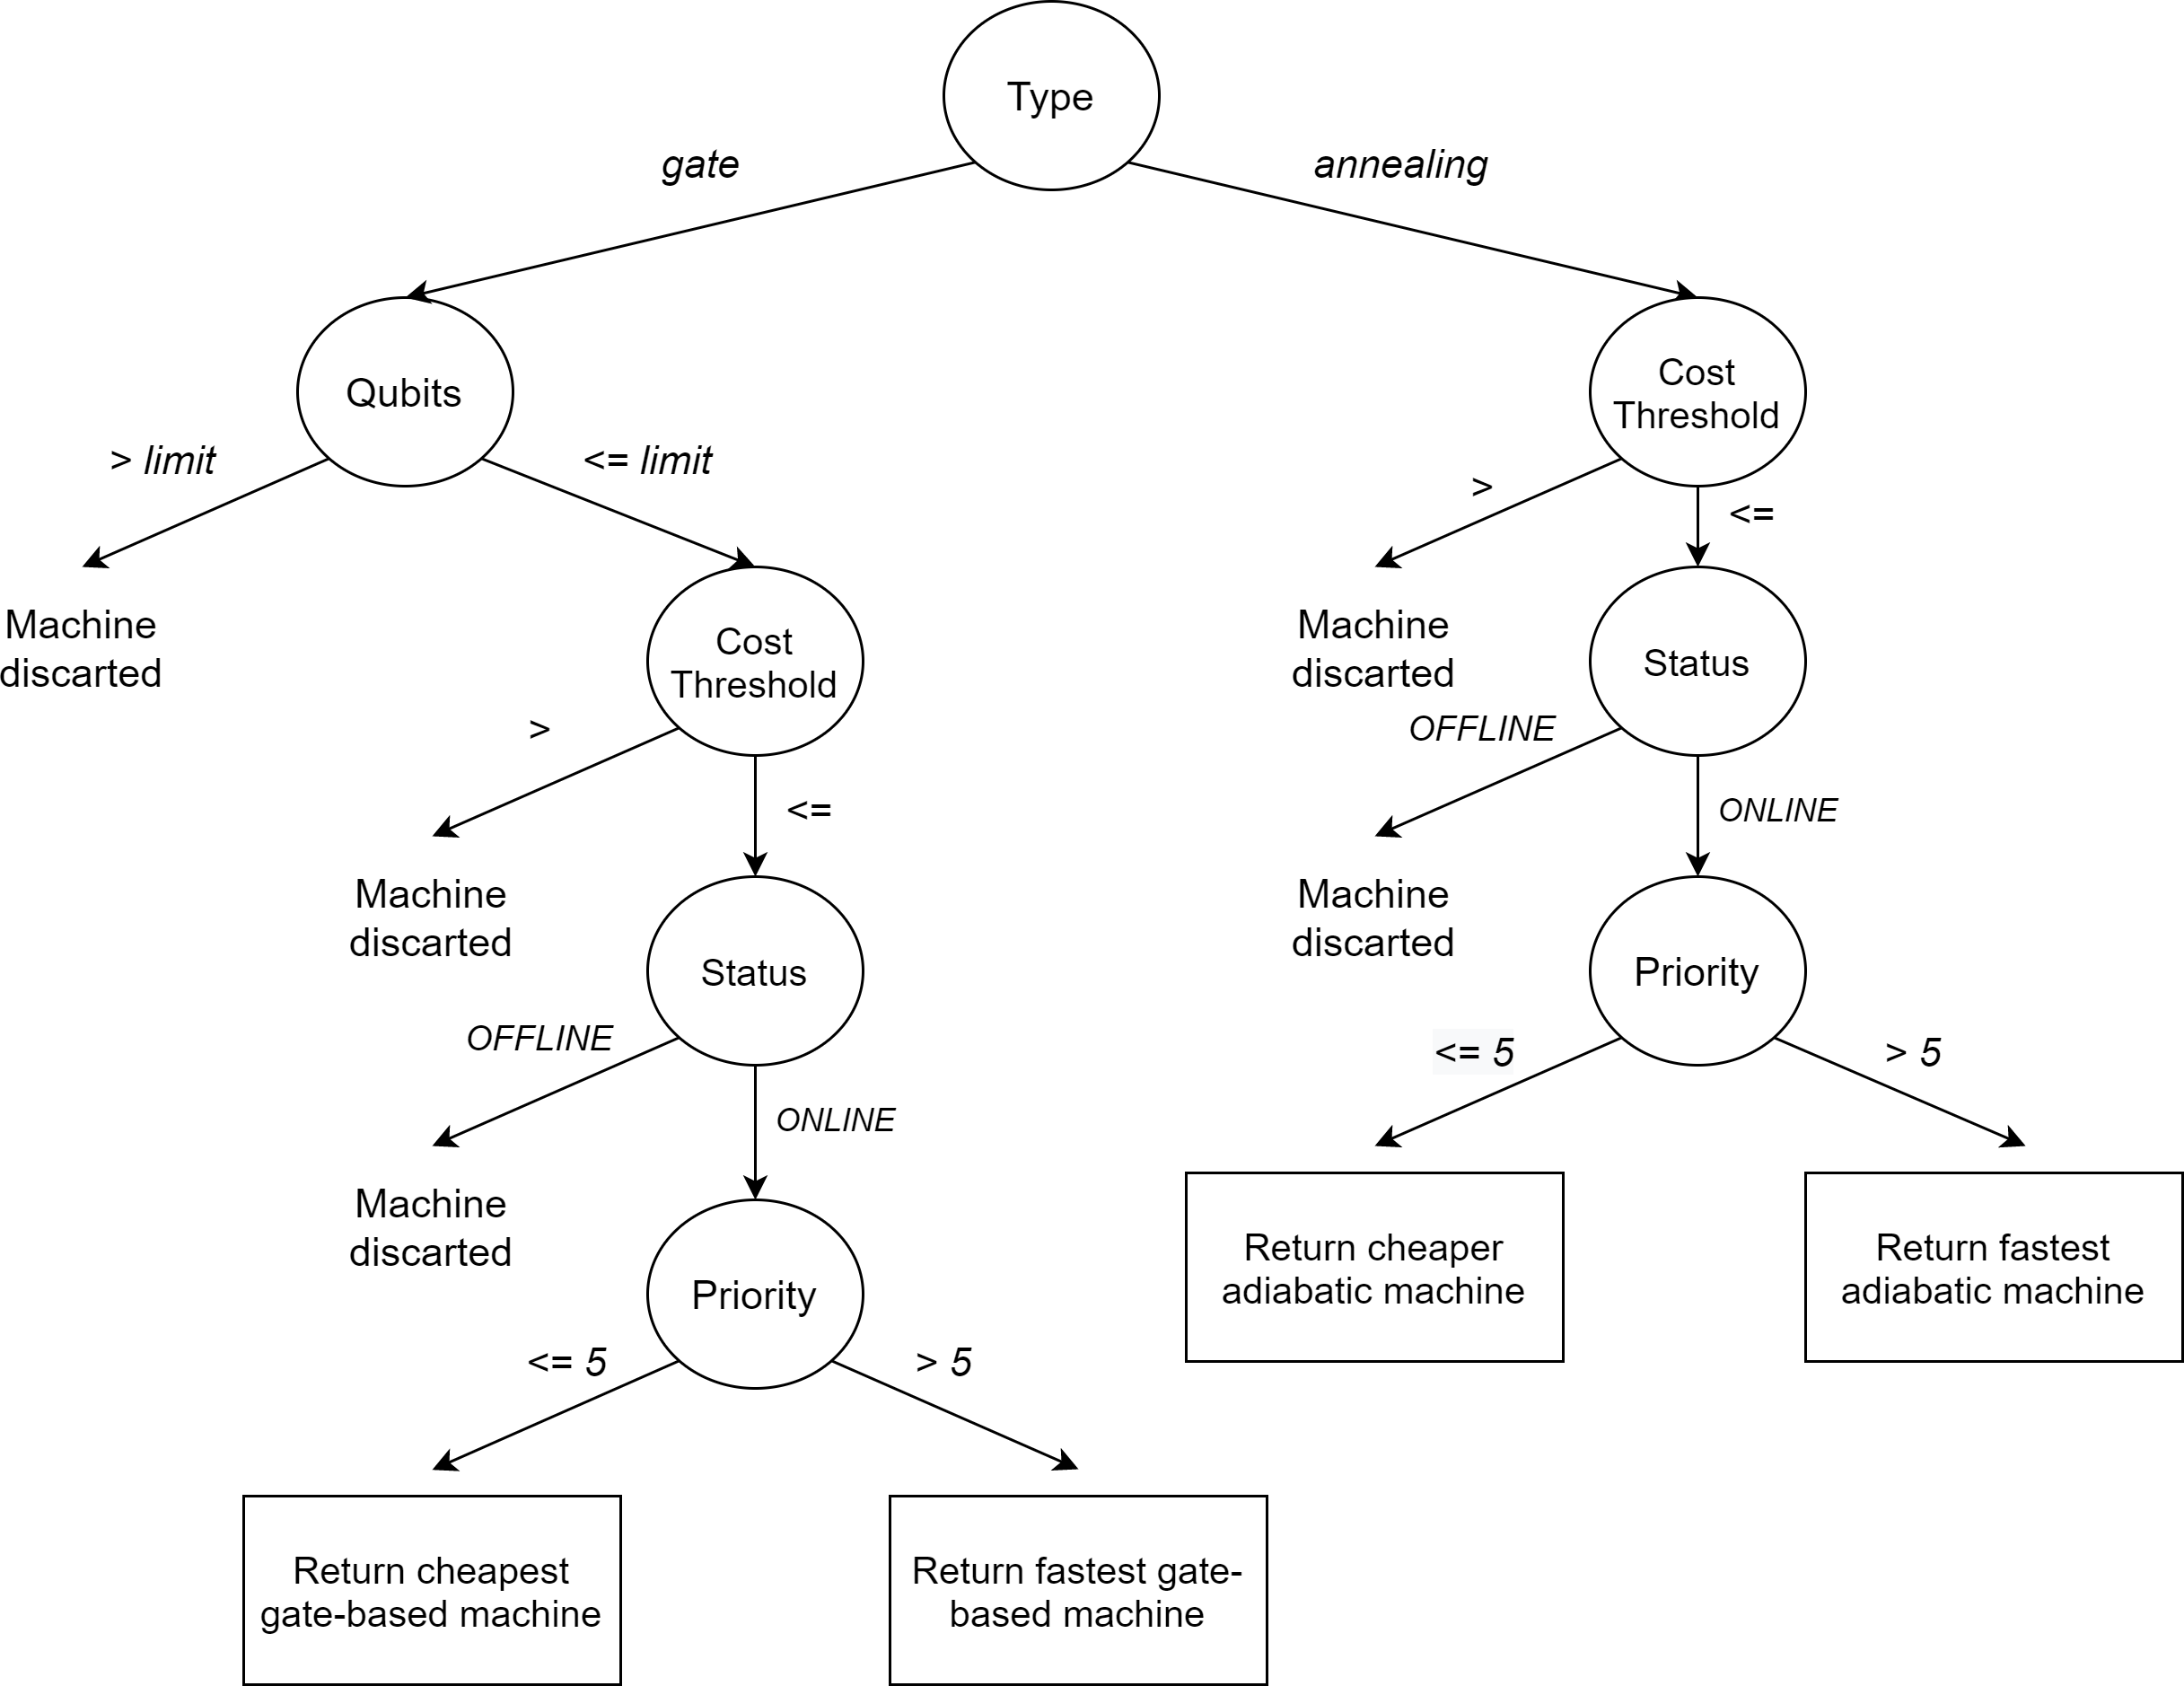 Type
gate
annealing
Qubits
Cost
Threshold
> limit
<= limit
>
<=
Machine
discarted
Cost
Threshold
Machine
discarted
Status
>
<=
OFFLINE
ONLINE
Machine
discarted
Status
Machine
discarted
Priority
OFFLINE
ONLINE
<= 5
> 5
Machine
discarted
Priority
Return cheaper
adiabatic machine
Return fastest
adiabatic machine
<= 5
> 5
Return cheapest
gate-based machine
Return fastest gate-
based machine